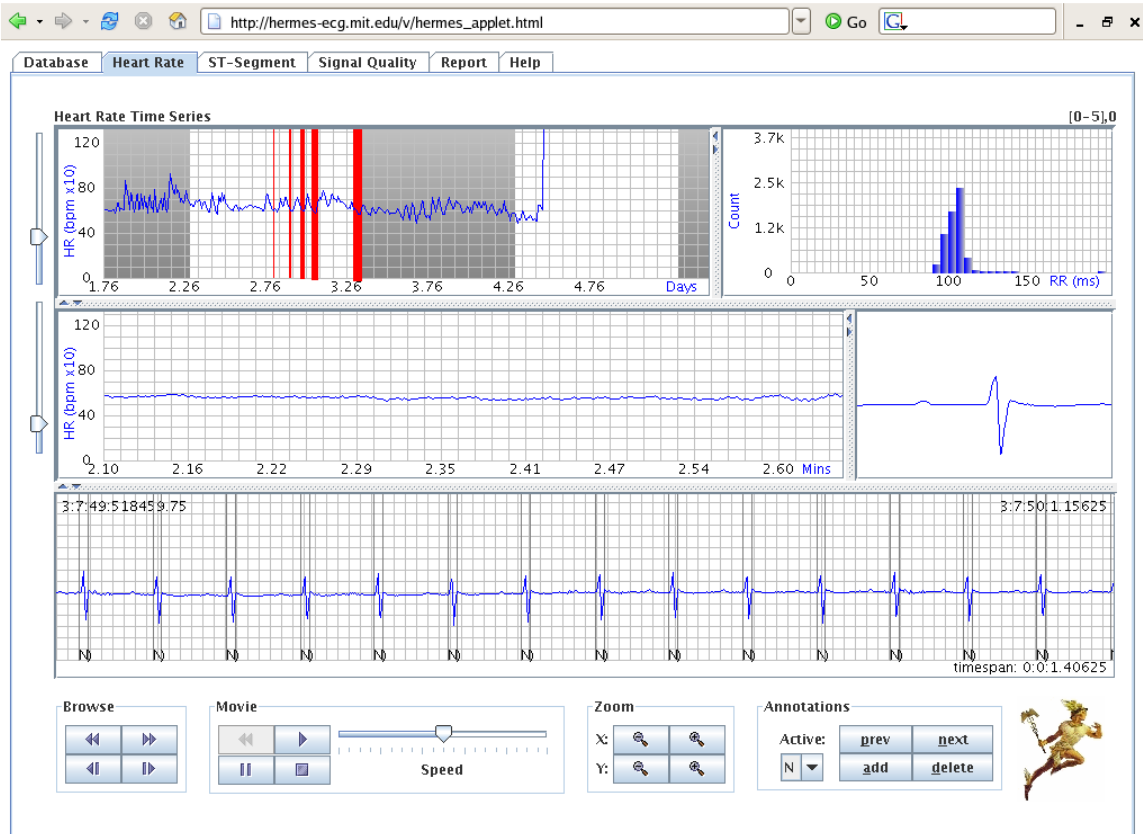 http://hermes-ecg.mit.edu/v/hermes_applet.html Go G
Database Heart Rate ST-Segment Signal Quality Report Help
Heart Rate Time Series [0-5],0
HR (bpm x10)
120
80
40
0
1.76 2.26 2.76 3.26 3.76 4.26 4.76 Days
Count
3.7k
2.5k
1.2k
0
0 50 100 150 RR (ms)
HR (bpm x10)
120
80
40
0
2.10 2.16 2.22 2.29 2.35 2.41 2.47 2.54 2.60 Mins
3:7:49:518459.75 3:7:50:1.15625
N) N) N) N) N) N) N) N) N) N) N) N) N) N)
timespan: 0:0:1.40625
Browse Movie Zoom Annotations
X: Active: prev next
Y: N add delete
Speed